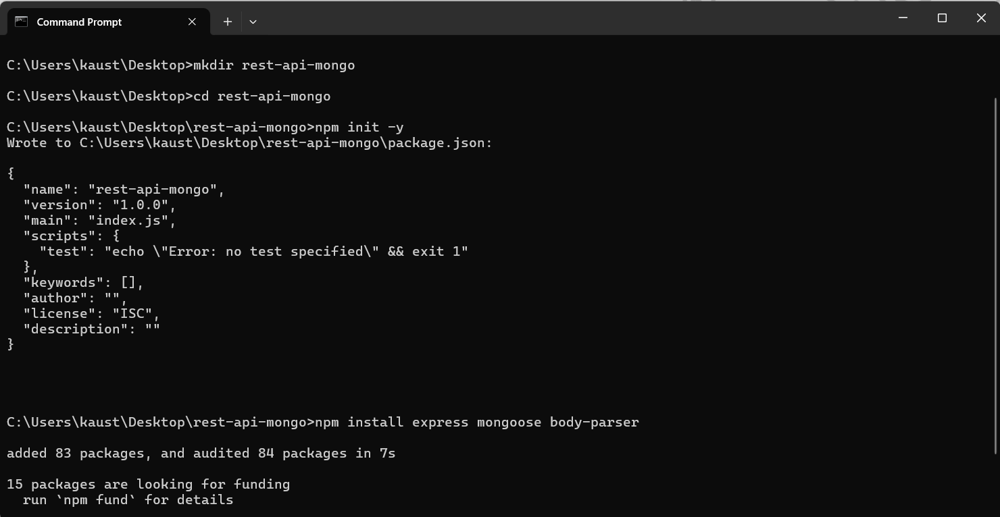 Command Prompt
C:\Users\kaust\Desktop>mkdir rest-api-mongo
C:\Users\kaust\Desktop>cd rest-api-mongo
C:\Users\kaust\Desktop\rest-api-mongo>npm init -y
Wrote to C:\Users\kaust\Desktop\rest-api-mongo\package.json:
{
  "name": "rest-api-mongo",
  "version": "1.0.0",
  "main": "index.js",
  "scripts": {
    "test": "echo \"Error: no test specified\" && exit 1"
  },
  "keywords": [],
  "author": "",
  "license": "ISC",
  "description": ""
}
C:\Users\kaust\Desktop\rest-api-mongo>npm install express mongoose body-parser
added 83 packages, and audited 84 packages in 7s
15 packages are looking for funding
  run `npm fund` for details